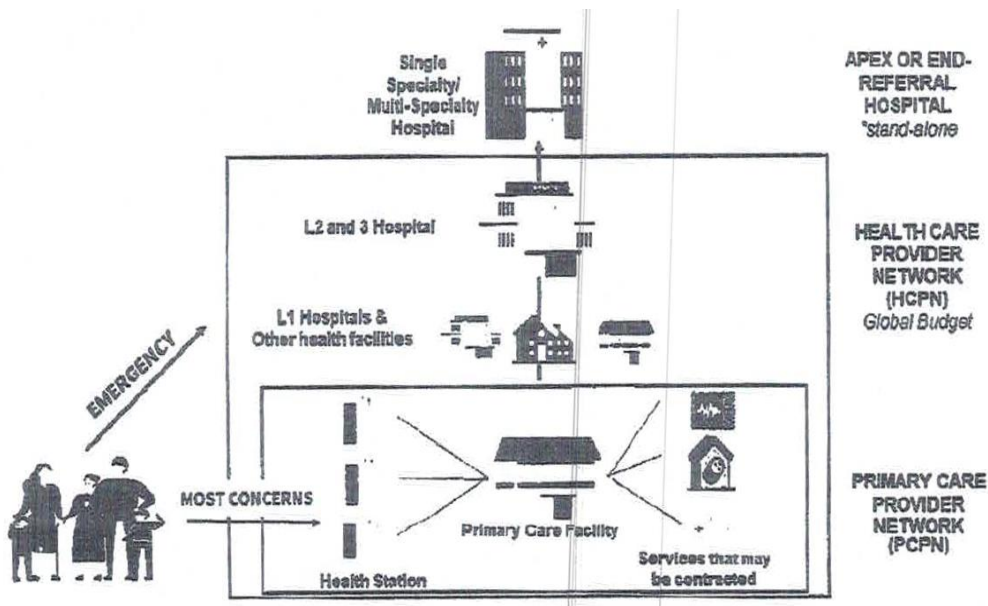 Single
Specialty/
Multi-Specialty
Hospital
APEX OR END-
REFERRAL
HOSPITAL
*stand-alone
L2 and 3 Hospital
HEALTH CARE
PROVIDER
NETWORK
(HCPN)
Global Budget
L1 Hospitals &
Other health facilities
EMERGENCY
MOST CONCERNS
Primary Care Facility
Health Station
Services that may
be contracted
PRIMARY CARE
PROVIDER
NETWORK
(PCPN)